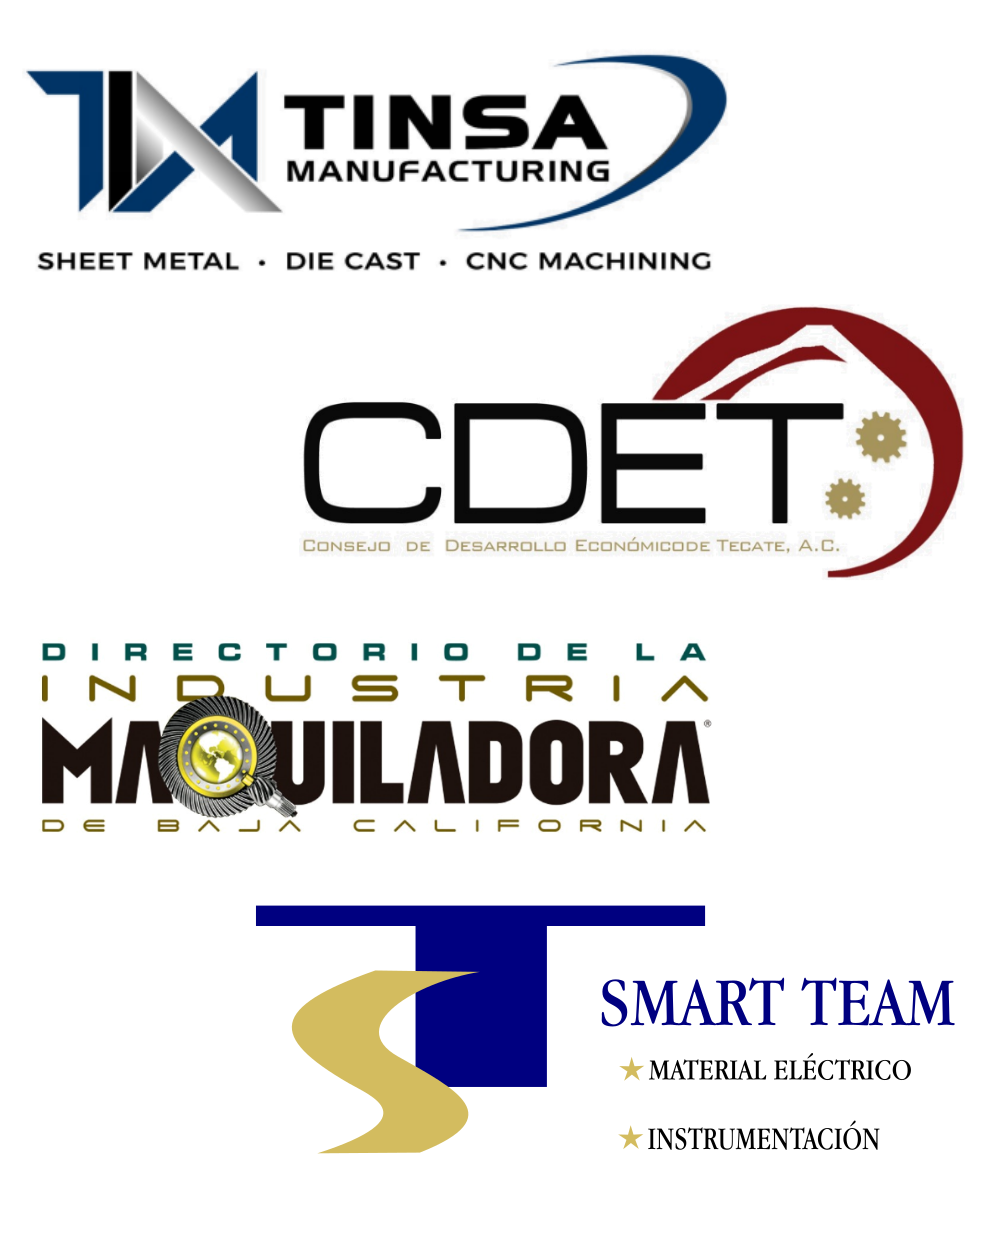 TINSA
MANUFACTURING
SHEET METAL · DIE CAST · CNC MACHINING
CDET
CONSEJO DE DESARROLLO ECONÓMICODE TECATE, A.C.
DIRECTORIO DE LA
INDUSTRIA
MAQUILADORA®
DE BAJA CALIFORNIA
SMART TEAM
★ MATERIAL ELÉCTRICO
★ INSTRUMENTACIÓN